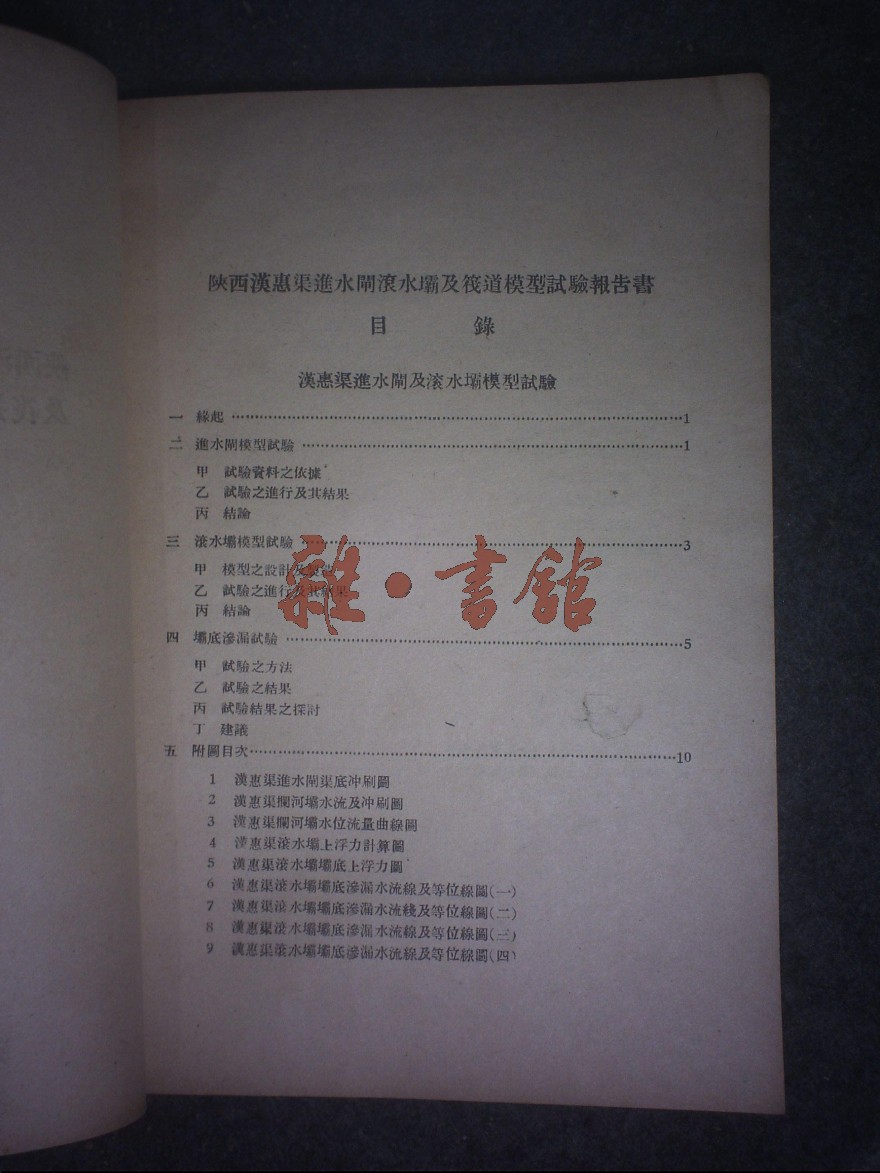 陝西漢惠渠進水閘滾水壩及筏道模型試驗報告書
目 錄
漢惠渠進水閘及滾水壩模型試驗
一 緣起 ……………………………………………………1
二 進水閘模型試驗 ……………………………………………………1
甲 試驗資料之依據
乙 試驗之進行及其結果
丙 結論
三 滾水壩模型試驗 ……………………………………………………3
甲 模型之設計及製造
乙 試驗之進行及其結果
丙 結論
雜·書館
四 壩底滲漏試驗 ……………………………………………………5
甲 試驗之方法
乙 試驗之結果
丙 試驗結果之探討
丁 建議
五 附圖目次……………………………………………………10
1 漢惠渠進水閘渠底冲刷圖
2 漢惠渠攔河壩水流及冲刷圖
3 漢惠渠攔河壩水位流量曲線圖
4 漢惠渠滾水壩上浮力計算圖
5 漢惠渠滾水壩壩底上浮力圖
6 漢惠渠滾水壩壩底滲漏水流線及等位線圖(一)
7 漢惠渠滾水壩壩底滲漏水流綫及等位線圖(二)
8 漢惠渠滾水壩壩底滲漏水流線及等位線圖(三)
9 漢惠渠滾水壩壩底滲漏水流線及等位線圖(四)